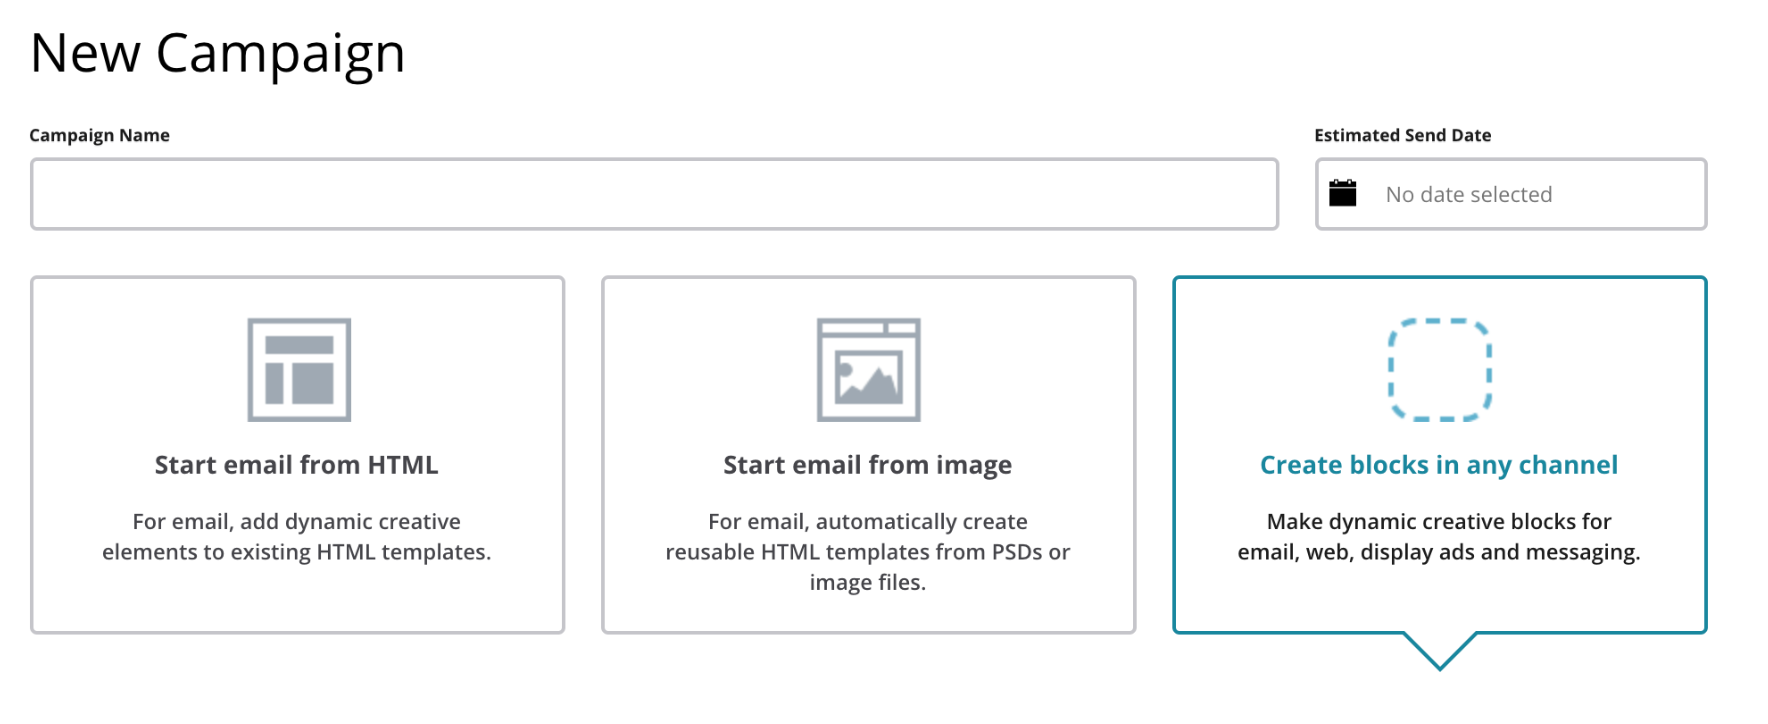 New Campaign
Campaign Name
Estimated Send Date
No date selected
Start email from HTML
For email, add dynamic creative
elements to existing HTML templates.
Start email from image
For email, automatically create
reusable HTML templates from PSDs or
image files.
Create blocks in any channel
Make dynamic creative blocks for
email, web, display ads and messaging.